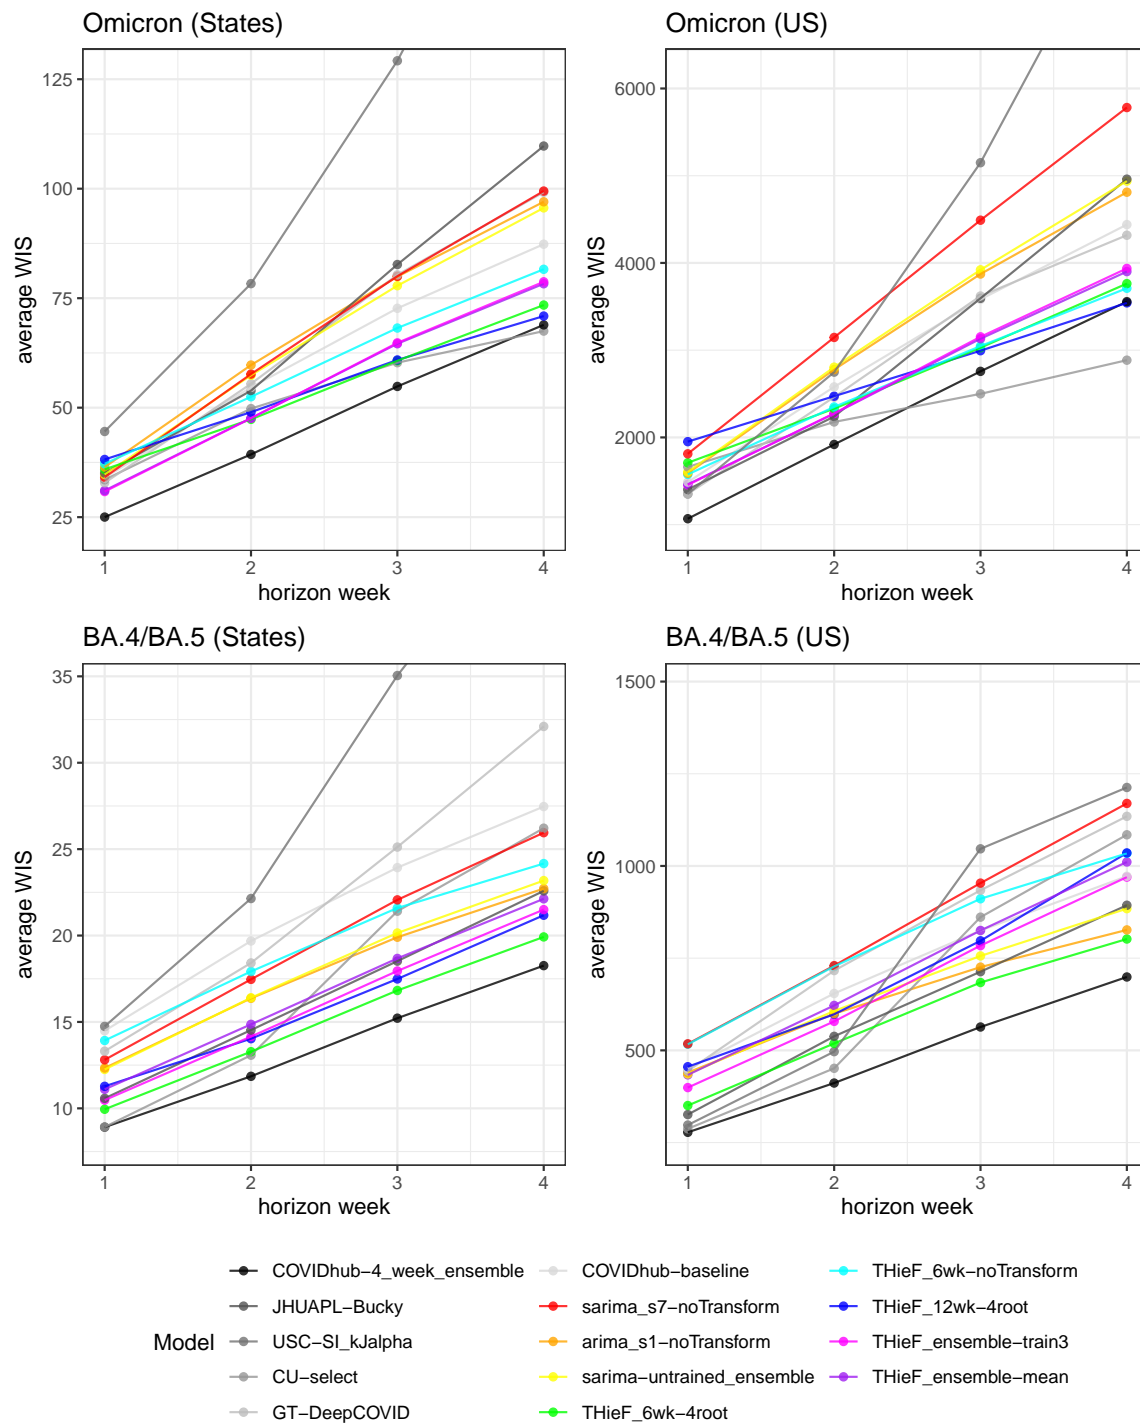 Omicron (States)
125
100
75
50
25
average WIS
1 2 3 4
horizon week
Omicron (US)
6000
4000
2000
average WIS
1 2 3 4
horizon week
BA.4/BA.5 (States)
35
30
25
20
15
10
average WIS
1 2 3 4
horizon week
BA.4/BA.5 (US)
1500
1000
500
average WIS
1 2 3 4
horizon week
Model
COVIDhub−4_week_ensemble
JHUAPL−Bucky
USC−SI_kJalpha
CU−select
GT−DeepCOVID
COVIDhub−baseline
sarima_s7−noTransform
arima_s1−noTransform
sarima−untrained_ensemble
THieF_6wk−4root
THieF_6wk−noTransform
THieF_12wk−4root
THieF_ensemble−train3
THieF_ensemble−mean